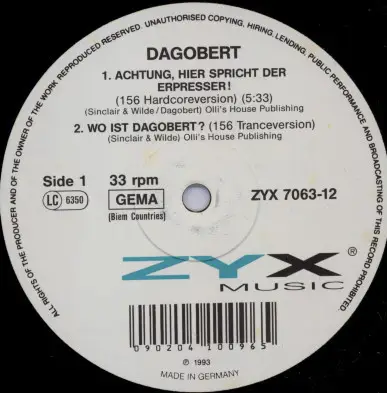 ALL RIGHTS OF THE PRODUCER AND OF THE OWNER OF THE WORK REPRODUCED RESERVED. UNAUTHORISED COPYING, HIRING, LENDING, PUBLIC PERFORMANCE AND BROADCASTING OF THIS RECORD PROHIBITED.
DAGOBERT
1. ACHTUNG, HIER SPRICHT DER
ERPRESSER!
(156 Hardcoreversion) (5:33)
(Sinclair & Wilde/Dagobert) Olli's House Publishing
2. WO IST DAGOBERT? (156 Tranceversion)
(Sinclair & Wilde) Olli's House Publishing
Side 1 33 rpm
LC 6350 GEMA ZYX 7063-12
(Biem Countries)
ZYX ®
MUSIC
090204 100965
℗ 1993
MADE IN GERMANY